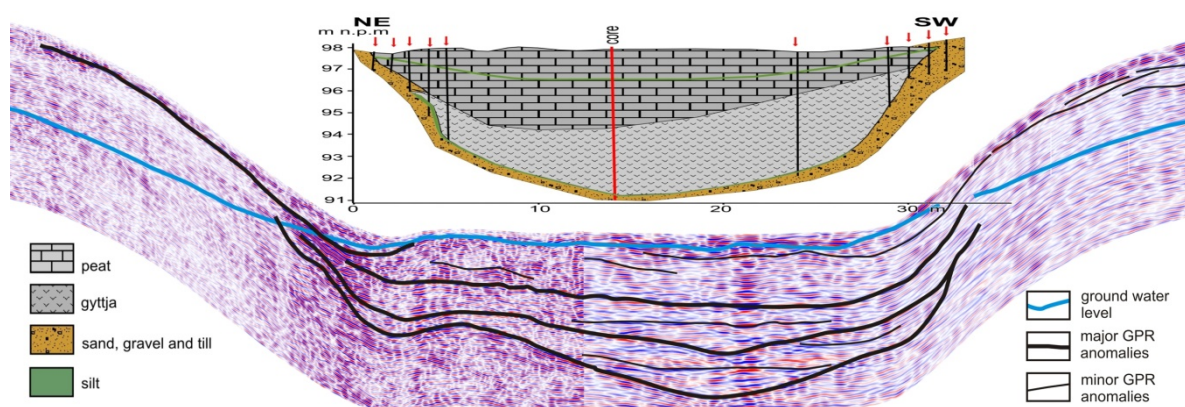 NE SW
m n.p.m
core
98
97
96
95
94
93
92
91
0 10 20 30 m
peat
gyttja
sand, gravel and till
silt
ground water
level
major GPR
anomalies
minor GPR
anomalies